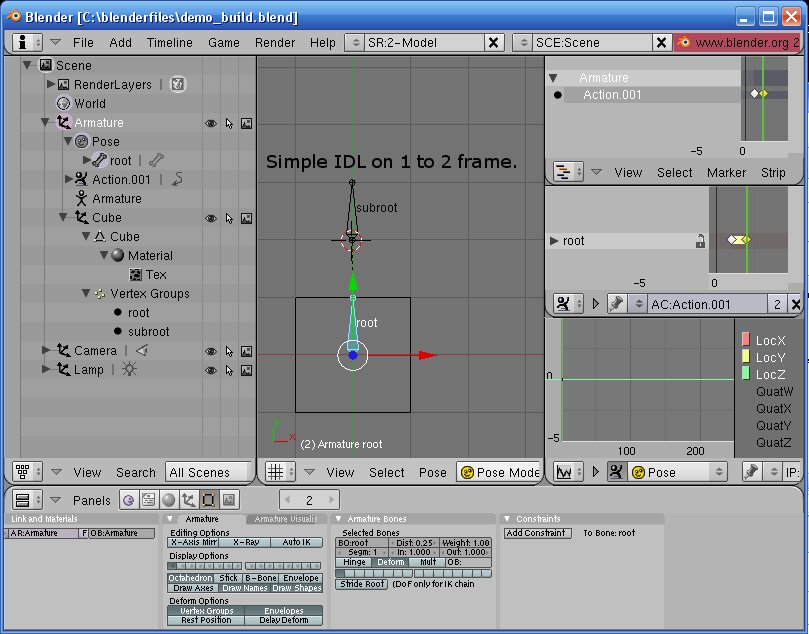 Blender [C:\blenderfiles\demo_build.blend]
File Add Timeline Game Render Help SR:2-Model SCE:Scene www.blender.org 2
Scene
RenderLayers
World
Armature
Pose
root
Action.001
Armature
Cube
Cube
Material
Tex
Vertex Groups
root
subroot
Camera
Lamp
View Search All Scenes
Simple IDL on 1 to 2 frame.
subroot
root
y
x
(2) Armature root
View Select Pose Pose Mode
Armature
Action.001
-5 0
View Select Marker Strip
root
-5 0
AC:Action.001 2
0
-5
100 200
LocX
LocY
LocZ
QuatW
QuatX
QuatY
QuatZ
Pose IP:
Panels 2
Link and Materials
AR:Armature F OB:Armature
Armature Armature Visualis
Editing Options
X-Axis Mirr X-Ray Auto IK
Display Options
Octahedron Stick B-Bone Envelope
Draw Axes Draw Names Draw Shapes
Deform Options
Vertex Groups Envelopes
Rest Position Delay Deform
Armature Bones
Selected Bones
BO:root Dist: 0.25 Weight: 1.00
Segm: 1 In: 1.000 Out: 1.000
Hinge Deform Mult OB:
Stride Root (DoF only for IK chain
Constraints
Add Constraint To Bone: root